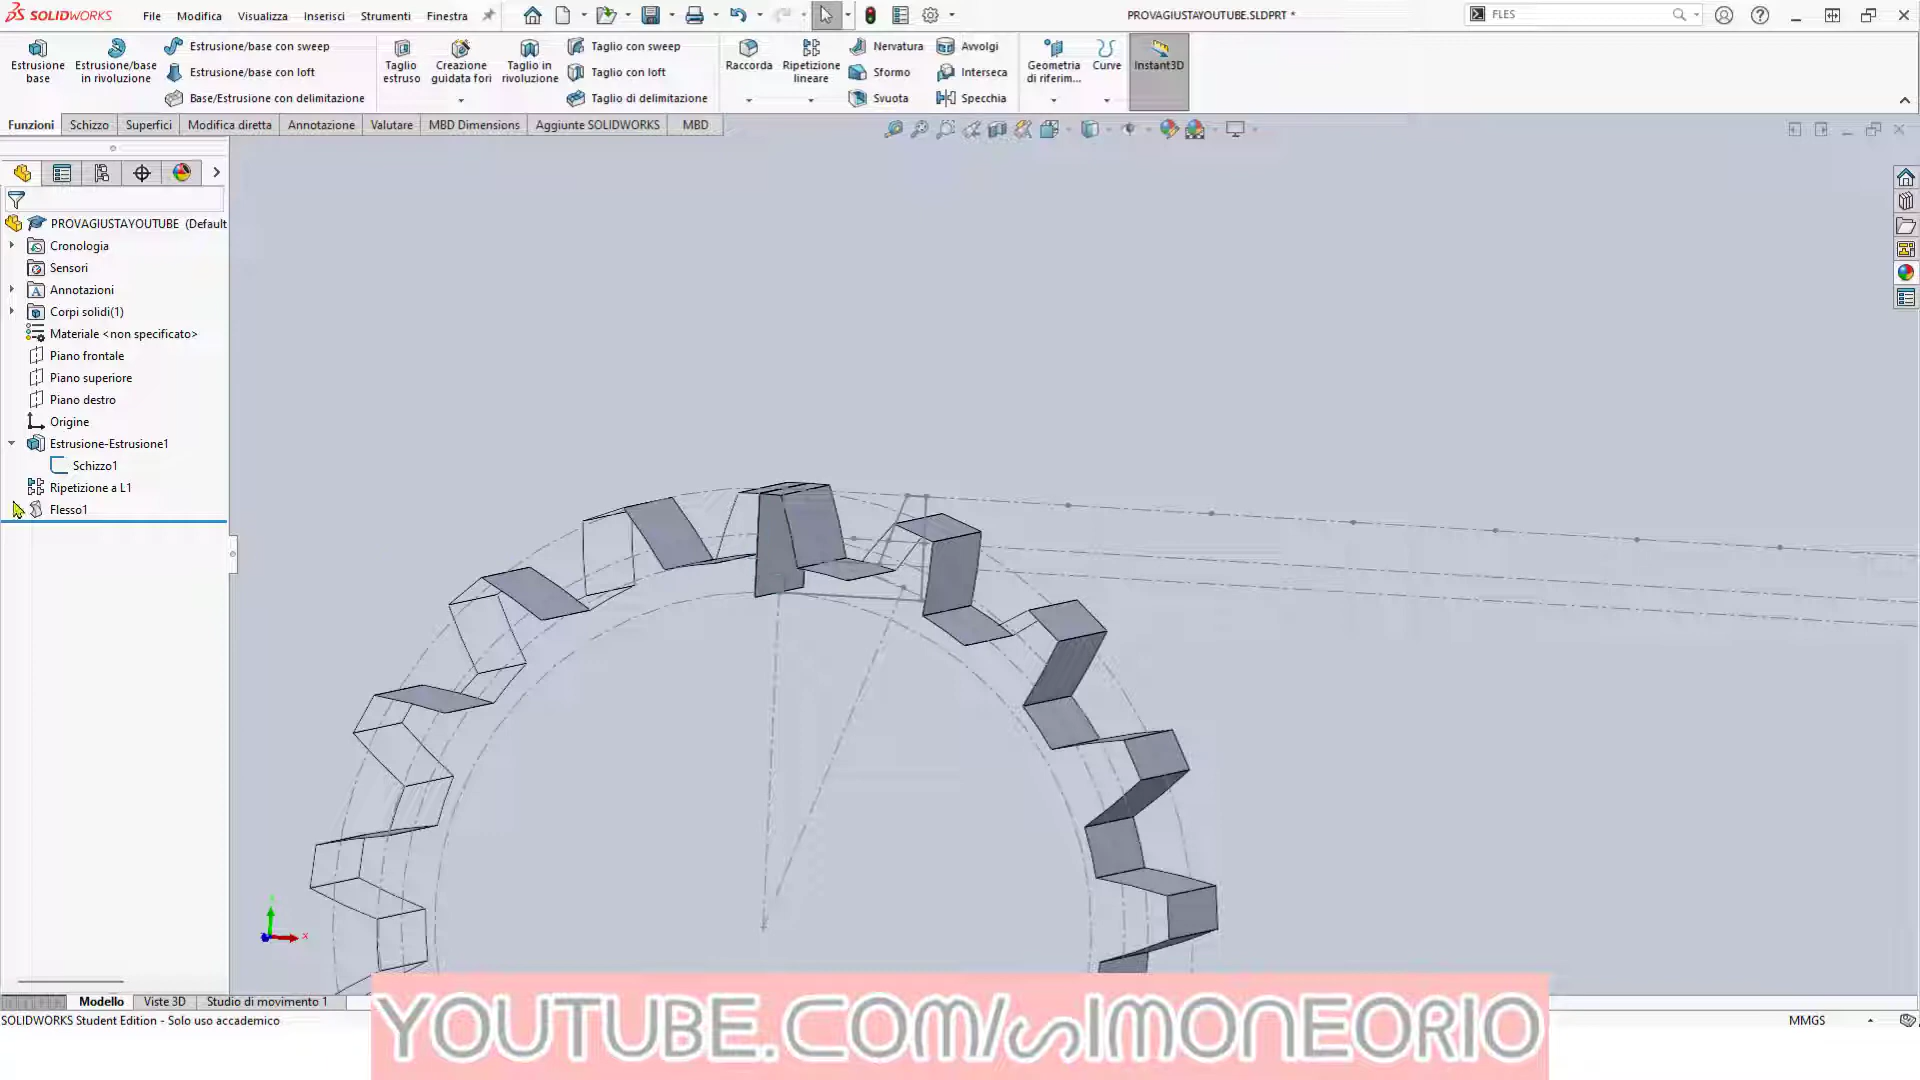 SOLIDWORKS
File Modifica Visualizza Inserisci Strumenti Finestra
PROVAGIUSTAYOUTUBE.SLDPRT *
FLES
Estrusione base
Estrusione/base in rivoluzione
Estrusione/base con sweep
Estrusione/base con loft
Base/Estrusione con delimitazione
Taglio estruso
Creazione guidata fori
Taglio in rivoluzione
Taglio con sweep
Taglio con loft
Taglio di delimitazione
Raccorda
Ripetizione lineare
Nervatura
Sformo
Svuota
Avvolgi
Interseca
Specchia
Geometria di riferim...
Curve
Instant3D
Funzioni Schizzo Superfici Modifica diretta Annotazione Valutare MBD Dimensions Aggiunte SOLIDWORKS MBD
PROVAGIUSTAYOUTUBE (Default
Cronologia
Sensori
Annotazioni
Corpi solidi(1)
Materiale <non specificato>
Piano frontale
Piano superiore
Piano destro
Origine
Estrusione-Estrusione1
Schizzo1
Ripetizione a L1
Flesso1
x
Modello Viste 3D Studio di movimento 1
SOLIDWORKS Student Edition - Solo uso accademico
MMGS
YOUTUBE.COM/SIMONEORIO